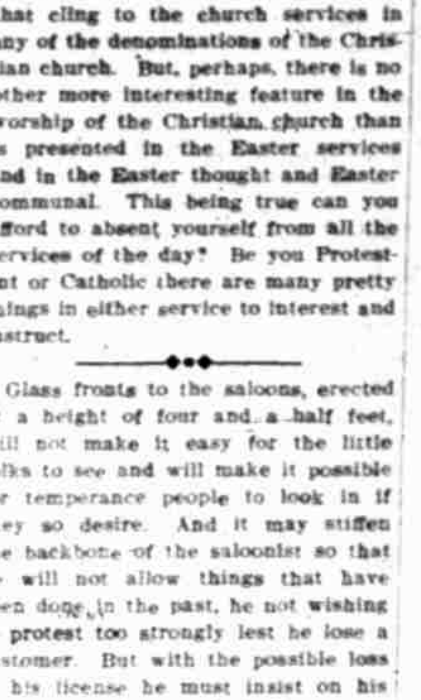 hat cling to the church services in
ny of the denominations of the Chris-
ian church. But, perhaps, there is no
ther more interesting feature in the
vorship of the Christian church than
s presented in the Easter services
nd in the Easter thought and Easter
ommunal. This being true can you
fford to absent yourself from all the
ervices of the day? Be you Protest-
nt or Catholic there are many pretty
hings in either service to interest and
nstruct.
Glass fronts to the saloons, erected
a height of four and a half feet,
ill not make it easy for the little
lks to see and will make it possible
r temperance people to look in if
ey so desire. And it may stiffen
e backbone of the saloonist so that
will not allow things that have
en done in the past, he not wishing
protest too strongly lest he lose a
stomer. But with the possible loss
his license he must insist on his